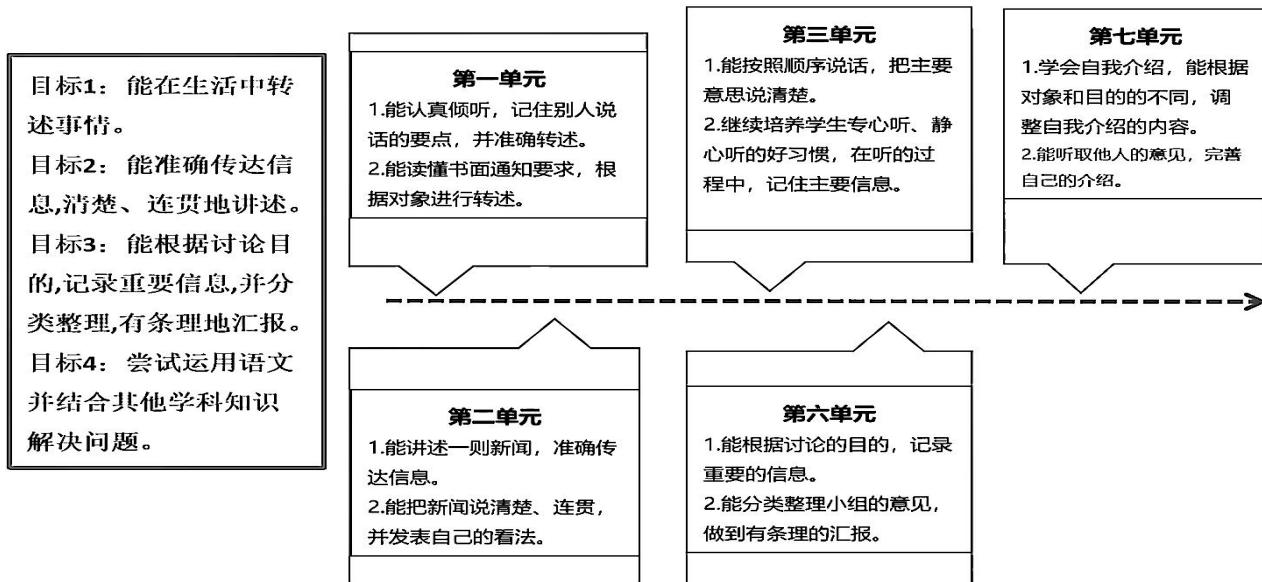 目标1：能在生活中转
述事情。
目标2：能准确传达信
息,清楚、连贯地讲述。
目标3：能根据讨论目
的,记录重要信息,并分
类整理,有条理地汇报。
目标4：尝试运用语文
并结合其他学科知识
解决问题。
第一单元
1.能认真倾听，记住别人说
话的要点，并准确转述。
2.能读懂书面通知要求，根
据对象进行转述。
第二单元
1.能讲述一则新闻，准确传
达信息。
2.能把新闻说清楚、连贯，
并发表自己的看法。
第三单元
1.能按照顺序说话，把主要
意思说清楚。
2.继续培养学生专心听、静
心听的好习惯，在听的过
程中，记住主要信息。
第六单元
1.能根据讨论的目的，记录
重要的信息。
2.能分类整理小组的意见，
做到有条理的汇报。
第七单元
1.学会自我介绍，能根据
对象和目的的不同，调
整自我介绍的内容。
2.能听取他人的意见，完善
自己的介绍。